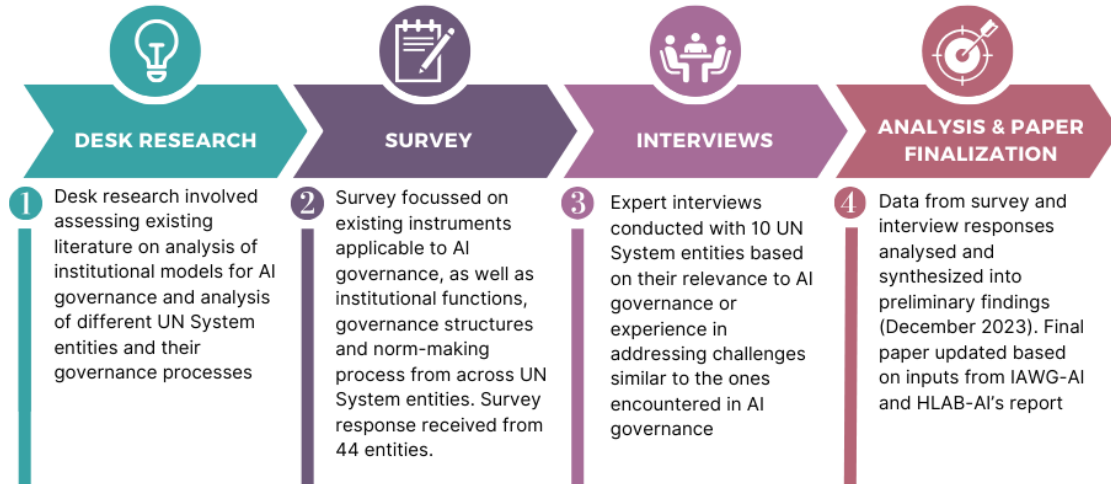 DESK RESEARCH
1
Desk research involved
assessing existing
literature on analysis of
institutional models for AI
governance and analysis
of different UN System
entities and their
governance processes
SURVEY
2
Survey focussed on
existing instruments
applicable to AI
governance, as well as
institutional functions,
governance structures
and norm-making
process from across UN
System entities. Survey
response received from
44 entities.
INTERVIEWS
3
Expert interviews
conducted with 10 UN
System entities based
on their relevance to AI
governance or
experience in
addressing challenges
similar to the ones
encountered in AI
governance
ANALYSIS & PAPER
FINALIZATION
4
Data from survey and
interview responses
analysed and
synthesized into
preliminary findings
(December 2023). Final
paper updated based
on inputs from IAWG-AI
and HLAB-AI’s report